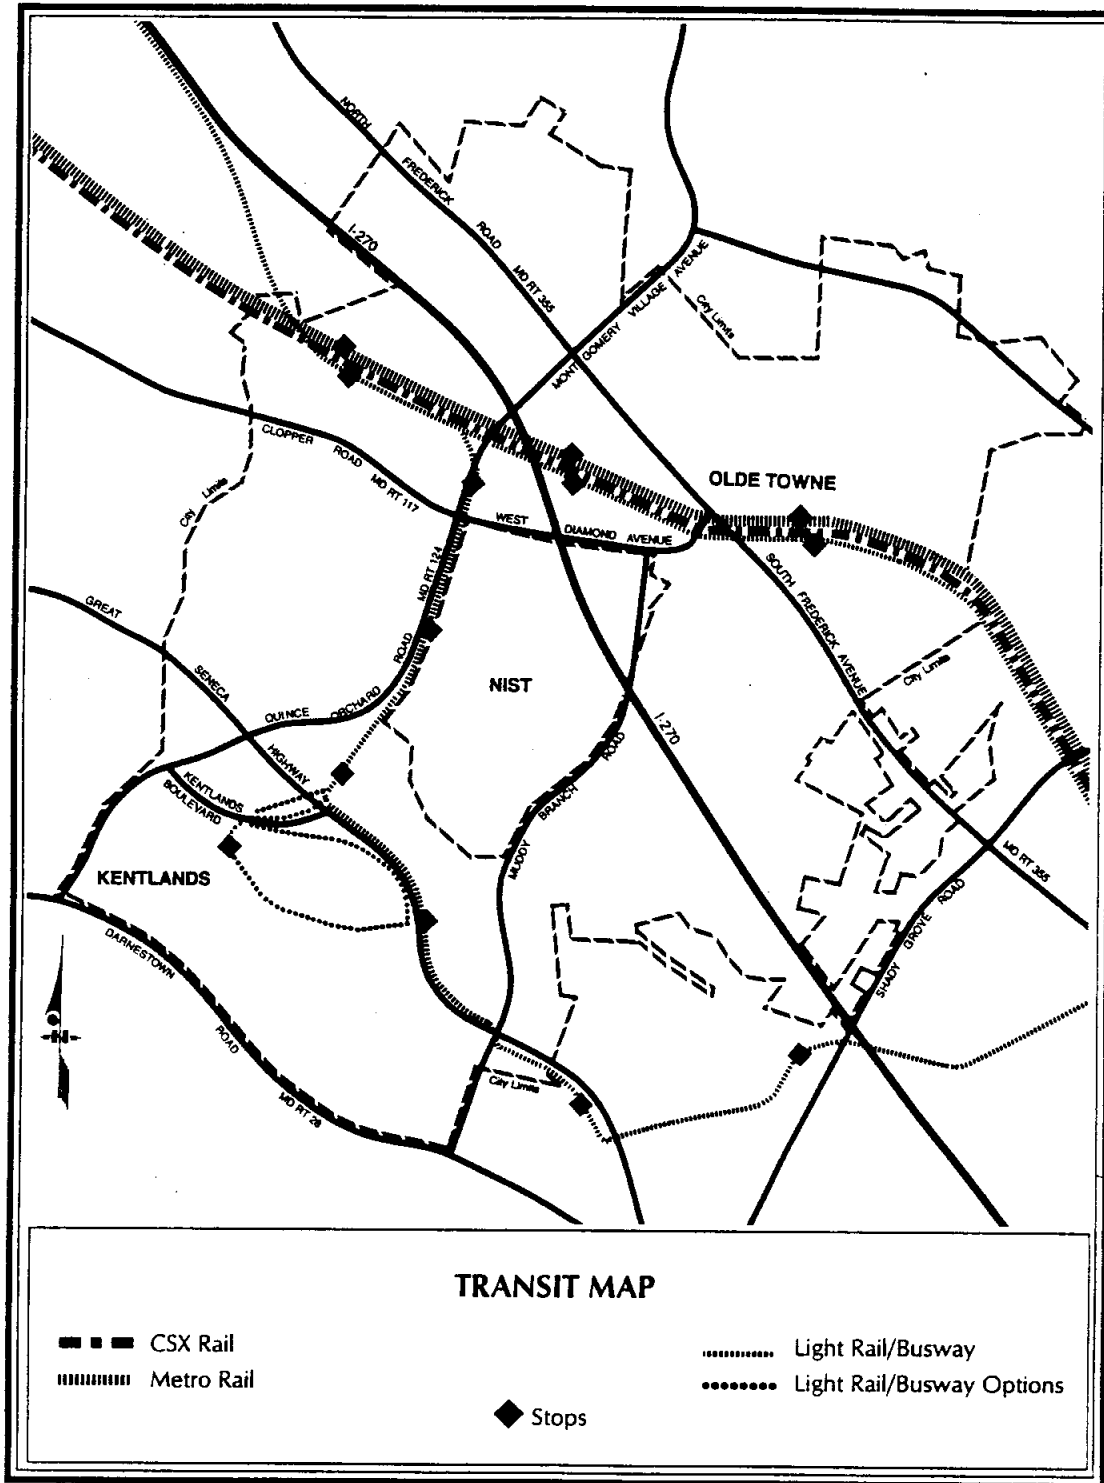 NORTH
FREDERICK
ROAD
MD RT 355
I-270
MONTGOMERY VILLAGE AVENUE
City Limits
CLOPPER
ROAD
MD RT 117
City Limits
WEST
DIAMOND
AVENUE
OLDE TOWNE
MD RT 124
SOUTH
FREDERICK
AVENUE
City Limits
GREAT
SENECA
HIGHWAY
QUINCE
ORCHARD
ROAD
NIST
I-270
KENTLANDS
BOULEVARD
MUDDY
BRANCH
ROAD
KENTLANDS
MD RT 355
SHADY
GROVE
ROAD
DARNESTOWN
ROAD
MD RT 28
N
City Limits
TRANSIT MAP
CSX Rail
Metro Rail
Light Rail/Busway
Light Rail/Busway Options
Stops